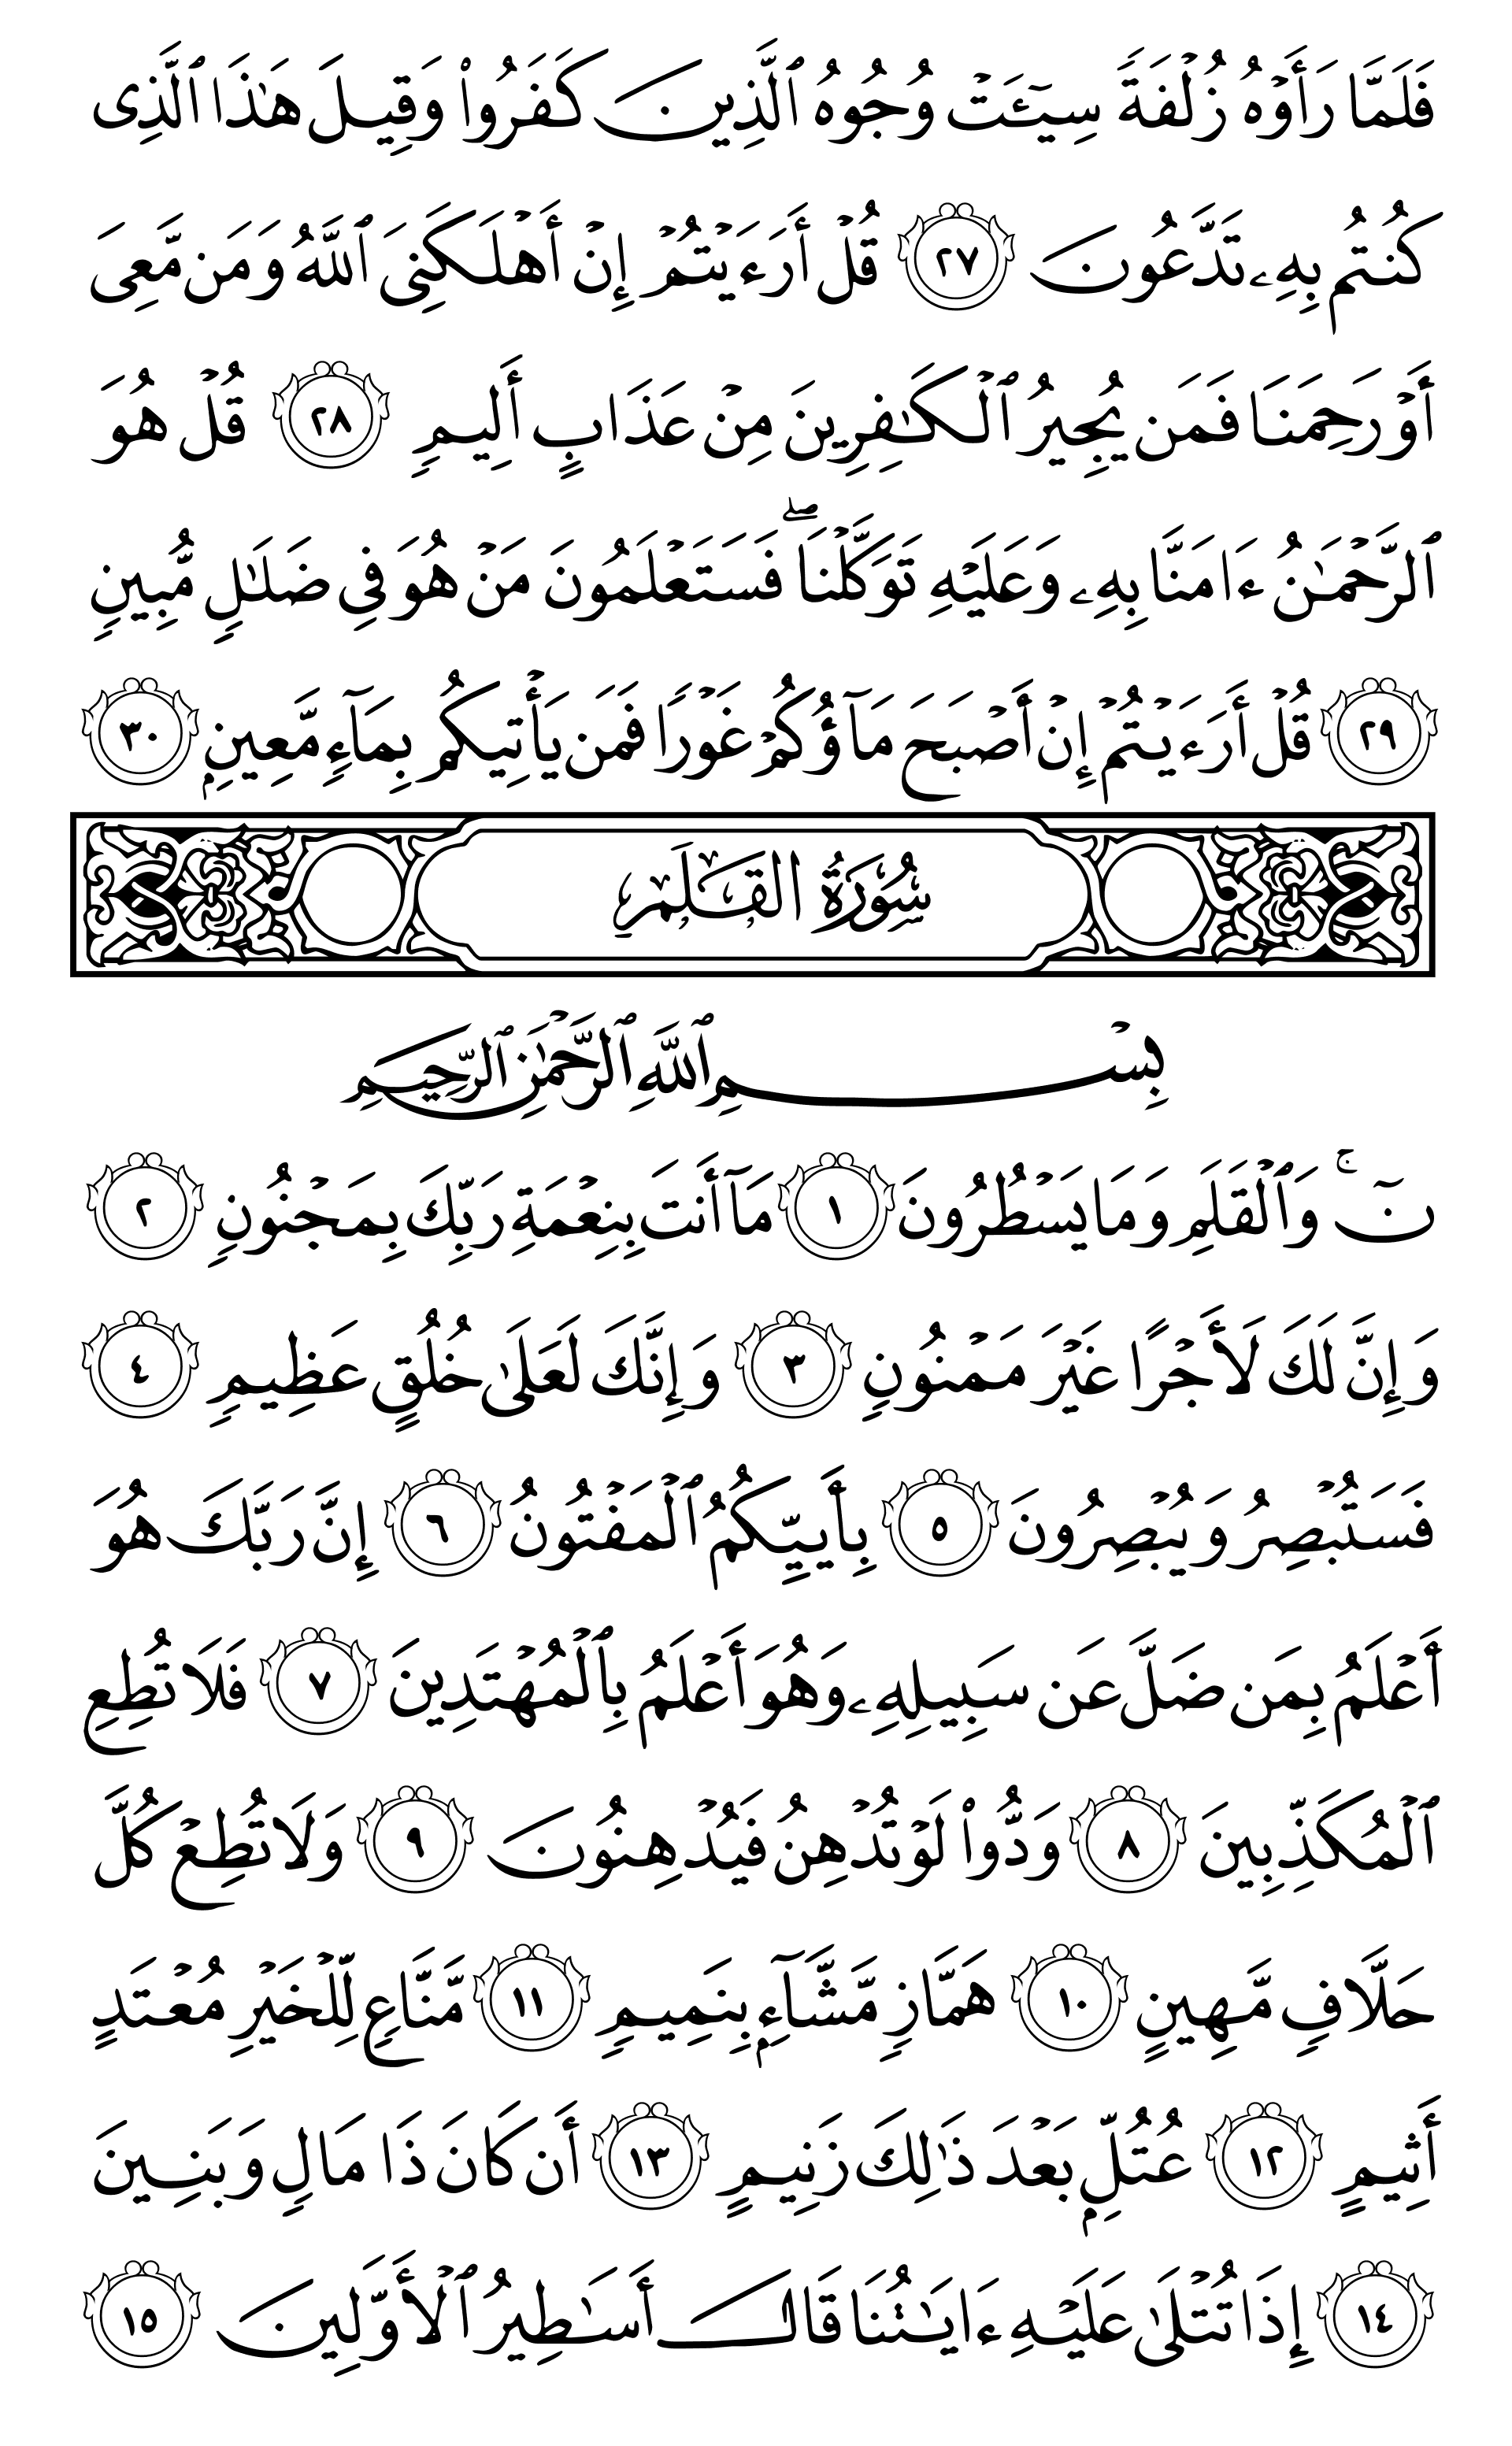 فَلَمَّا رَأَوۡهُ زُلۡفَةً سِيٓـَٔتۡ وُجُوهُ ٱلَّذِينَ كَفَرُواْ وَقِيلَ هَٰذَا ٱلَّذِى
كُنتُم بِهِۦ تَدَّعُونَ ٢٧ قُلۡ أَرَءَيۡتُمۡ إِنۡ أَهۡلَكَنِىَ ٱللَّهُ وَمَن مَّعِىَ
أَوۡ رَحِمَنَا فَمَن يُجِيرُ ٱلۡكَٰفِرِينَ مِنۡ عَذَابٍ أَلِيمٍ ٢٨ قُلۡ هُوَ
ٱلرَّحۡمَٰنُ ءَامَنَّا بِهِۦ وَعَلَيۡهِ تَوَكَّلۡنَاۖ فَسَتَعۡلَمُونَ مَنۡ هُوَ فِى ضَلَٰلٍ مُّبِينٍ
٢٩ قُلۡ أَرَءَيۡتُمۡ إِنۡ أَصۡبَحَ مَآؤُكُمۡ غَوۡرًا فَمَن يَأۡتِيكُم بِمَآءٍ مَّعِينِۭ ٣٠
سُورَةُ القَلَمِ
بِسۡمِ ٱللَّهِ ٱلرَّحۡمَٰنِ ٱلرَّحِيمِ
نٓۚ وَٱلۡقَلَمِ وَمَا يَسۡطُرُونَ ١ مَآ أَنتَ بِنِعۡمَةِ رَبِّكَ بِمَجۡنُونٍ ٢
وَإِنَّ لَكَ لَأَجۡرًا غَيۡرَ مَمۡنُونٍ ٣ وَإِنَّكَ لَعَلَىٰ خُلُقٍ عَظِيمٍ ٤
فَسَتُبۡصِرُ وَيُبۡصِرُونَ ٥ بِأَييِّكُمُ ٱلۡمَفۡتُونُ ٦ إِنَّ رَبَّكَ هُوَ
أَعۡلَمُ بِمَن ضَلَّ عَن سَبِيلِهِۦ وَهُوَ أَعۡلَمُ بِٱلۡمُهۡتَدِينَ ٧ فَلَا تُطِعِ
ٱلۡمُكَذِّبِينَ ٨ وَدُّواْ لَوۡ تُدۡهِنُ فَيُدۡهِنُونَ ٩ وَلَا تُطِعۡ كُلَّ
حَلَّافٍ مَّهِينٍ ١٠ هَمَّازٍ مَّشَّآءِۭ بِنَمِيمٍ ١١ مَّنَّاعٍ لِّلۡخَيۡرِ مُعۡتَدٍ
أَثِيمٍ ١٢ عُتُلِّۭ بَعۡدَ ذَٰلِكَ زَنِيمٍ ١٣ أَن كَانَ ذَا مَالٍ وَبَنِينَ
١٤ إِذَا تُتۡلَىٰ عَلَيۡهِ ءَايَٰتُنَا قَالَ أَسَٰطِيرُ ٱلۡأَوَّلِينَ ١٥